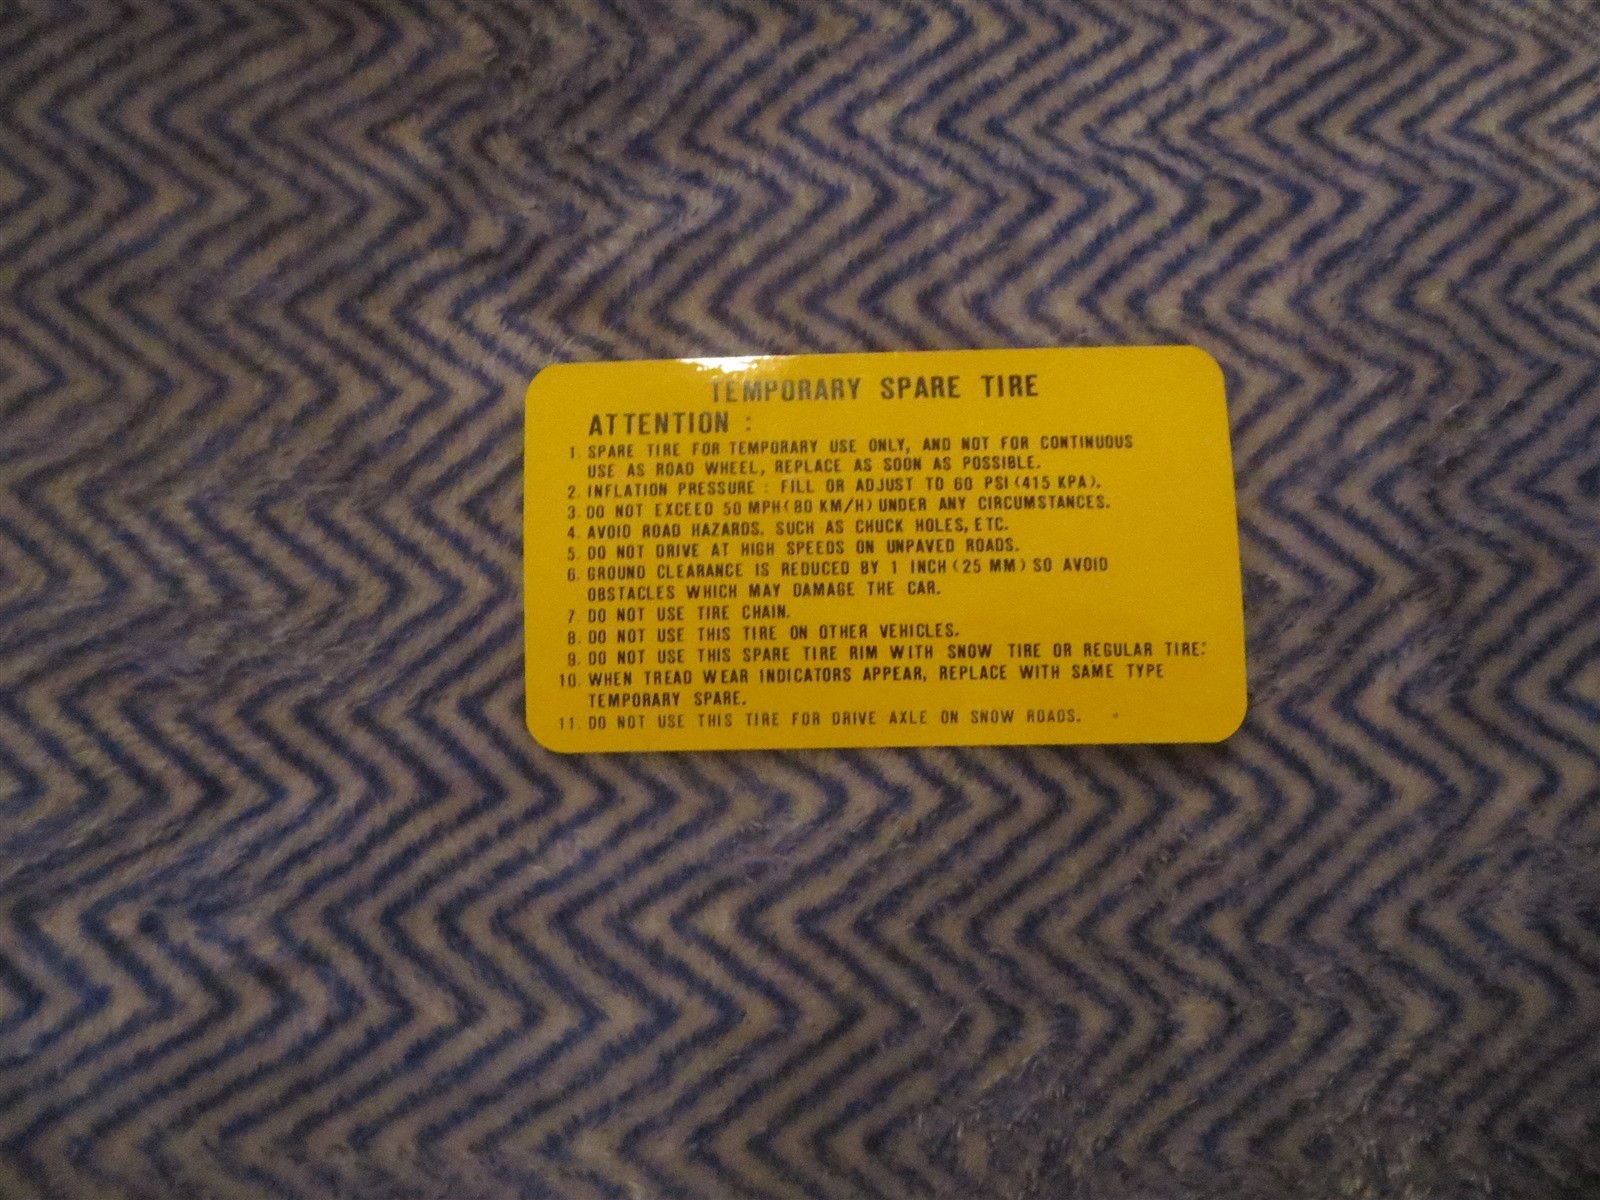 TEMPORARY SPARE TIRE
ATTENTION :
1. SPARE TIRE FOR TEMPORARY USE ONLY, AND NOT FOR CONTINUOUS
USE AS ROAD WHEEL, REPLACE AS SOON AS POSSIBLE.
2. INFLATION PRESSURE : FILL OR ADJUST TO 60 PSI (415 KPA).
3. DO NOT EXCEED 50 MPH (80 KM/H) UNDER ANY CIRCUMSTANCES.
4. AVOID ROAD HAZARDS, SUCH AS CHUCK HOLES, ETC.
5. DO NOT DRIVE AT HIGH SPEEDS ON UNPAVED ROADS.
6. GROUND CLEARANCE IS REDUCED BY 1 INCH (25 MM) SO AVOID
OBSTACLES WHICH MAY DAMAGE THE CAR.
7. DO NOT USE TIRE CHAIN.
8. DO NOT USE THIS TIRE ON OTHER VEHICLES.
9. DO NOT USE THIS SPARE TIRE RIM WITH SNOW TIRE OR REGULAR TIRE.
10. WHEN TREAD WEAR INDICATORS APPEAR, REPLACE WITH SAME TYPE
TEMPORARY SPARE.
11. DO NOT USE THIS TIRE FOR DRIVE AXLE ON SNOW ROADS.